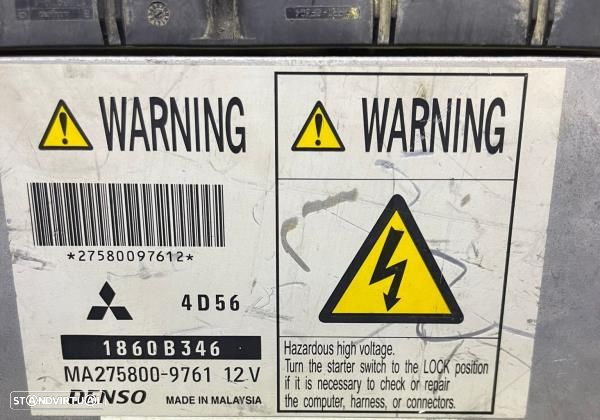 WARNING
*27580097612*
4D56
1860B346
MA275800-9761 12V
DENSO MADE IN MALAYSIA
WARNING
Hazardous high voltage.
Turn the starter switch to the LOCK position
if it is necessary to check or repair
the computer, harness, or connectors.
STANDVIRTUAL